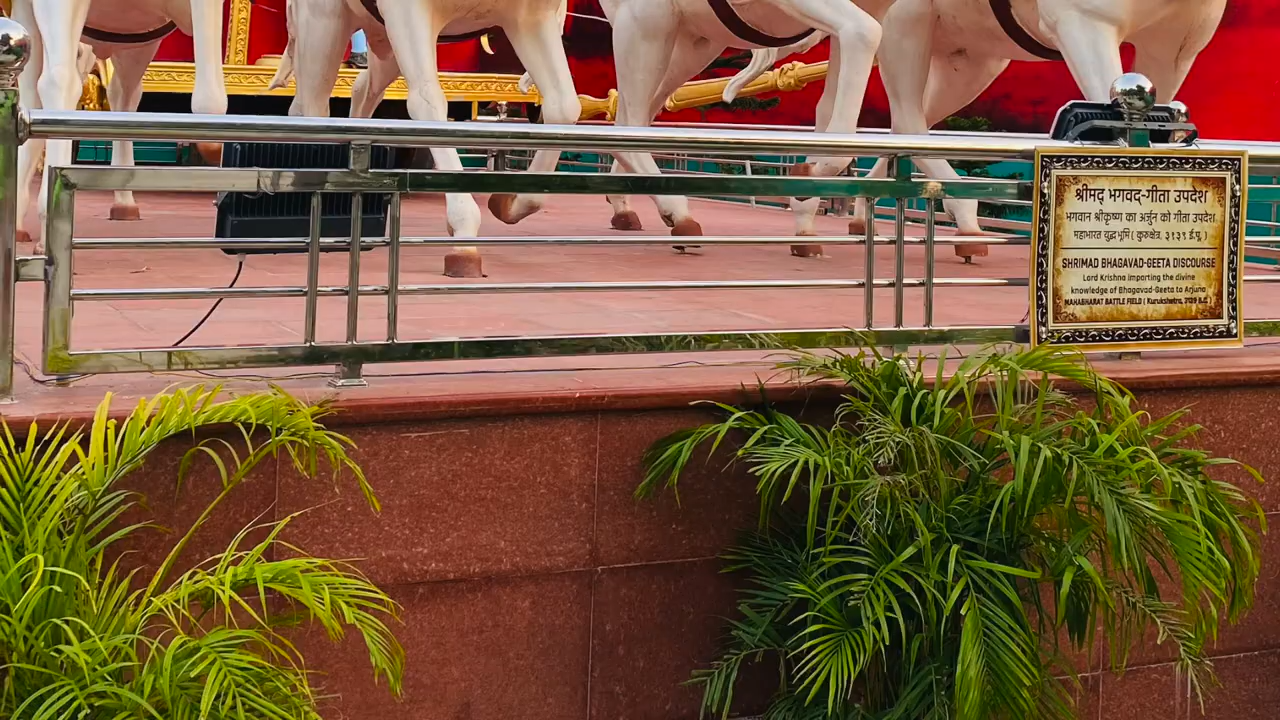 श्रीमद् भगवद्-गीता उपदेश
भगवान श्रीकृष्ण का अर्जुन को गीता उपदेश
महाभारत युद्ध भूमि ( कुरुक्षेत्र, ३१३९ ई.पू. )
SHRIMAD BHAGAVAD-GEETA DISCOURSE
Lord Krishna imparting the divine
knowledge of Bhagavad-Geeta to Arjuna
MAHABHARAT BATTLE FIELD ( Kurukshetra, 3139 B.C. )